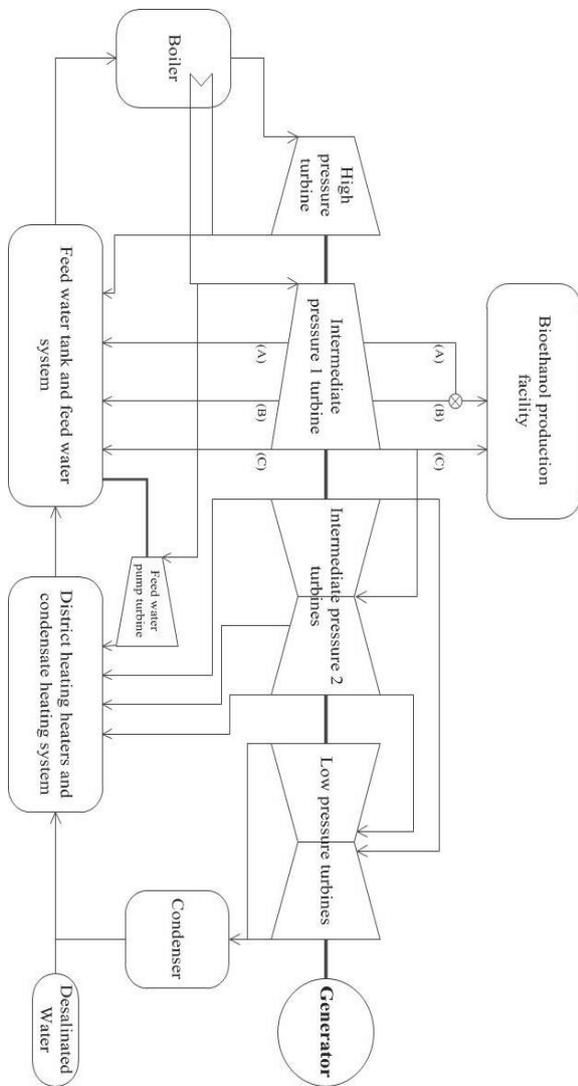 Bioethanol production
facility
(A)
(B)
(C)
Boiler
High
pressure
turbine
Intermediate
pressure 1 turbine
Intermediate pressure 2
turbines
Low pressure turbines
Generator
(A)
(B)
(C)
Feed water
pump turbine
Condenser
Feed water tank and feed water
system
District heating heaters and
condensate heating system
Desalinated
Water